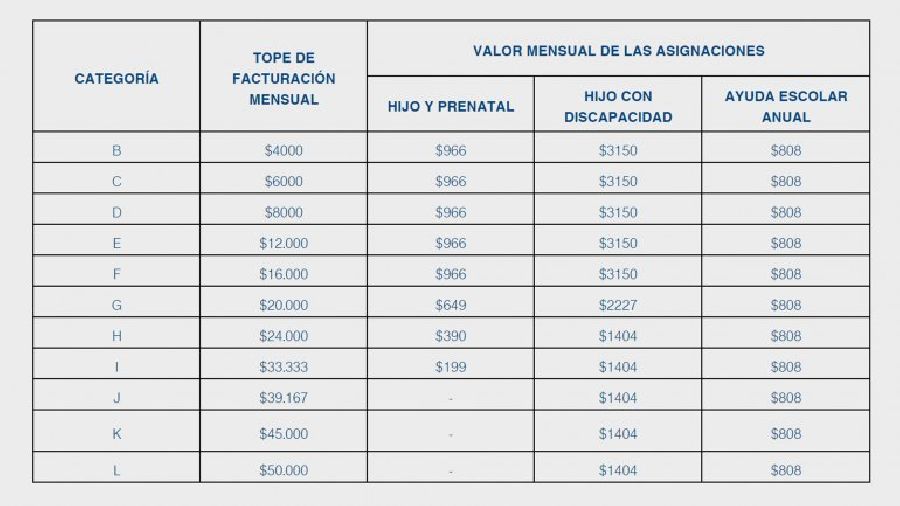 CATEGORÍA
TOPE DE
FACTURACIÓN
MENSUAL
VALOR MENSUAL DE LAS ASIGNACIONES
HIJO Y PRENATAL
HIJO CON
DISCAPACIDAD
AYUDA ESCOLAR
ANUAL
B $4000 $966 $3150 $808
C $6000 $966 $3150 $808
D $8000 $966 $3150 $808
E $12.000 $966 $3150 $808
F $16.000 $966 $3150 $808
G $20.000 $649 $2227 $808
H $24.000 $390 $1404 $808
I $33.333 $199 $1404 $808
J $39.167 - $1404 $808
K $45.000 - $1404 $808
L $50.000 - $1404 $808